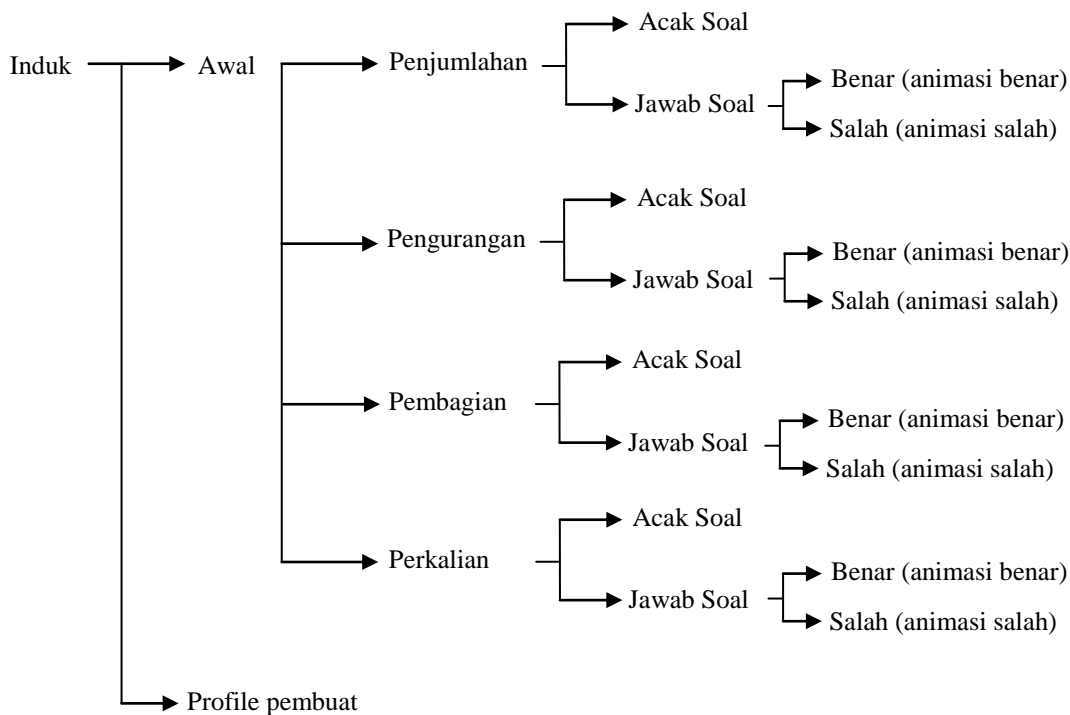 Induk
Awal
Penjumlahan
Acak Soal
Jawab Soal
Benar (animasi benar)
Salah (animasi salah)
Pengurangan
Acak Soal
Jawab Soal
Benar (animasi benar)
Salah (animasi salah)
Pembagian
Acak Soal
Jawab Soal
Benar (animasi benar)
Salah (animasi salah)
Perkalian
Acak Soal
Jawab Soal
Benar (animasi benar)
Salah (animasi salah)
Profile pembuat